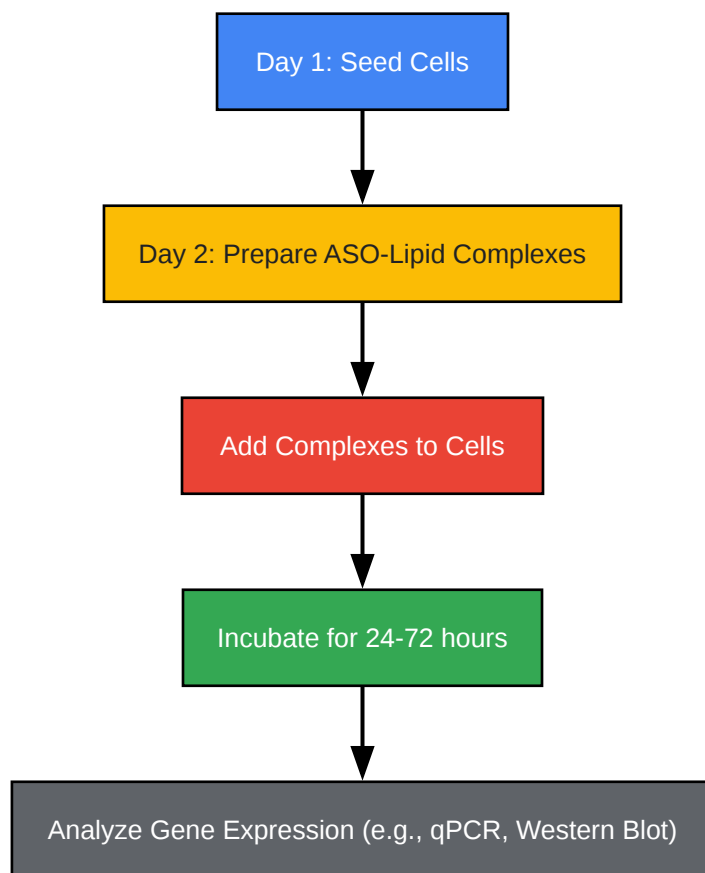 Day 1: Seed Cells
Day 2: Prepare ASO-Lipid Complexes
Add Complexes to Cells
Incubate for 24-72 hours
Analyze Gene Expression (e.g., qPCR, Western Blot)